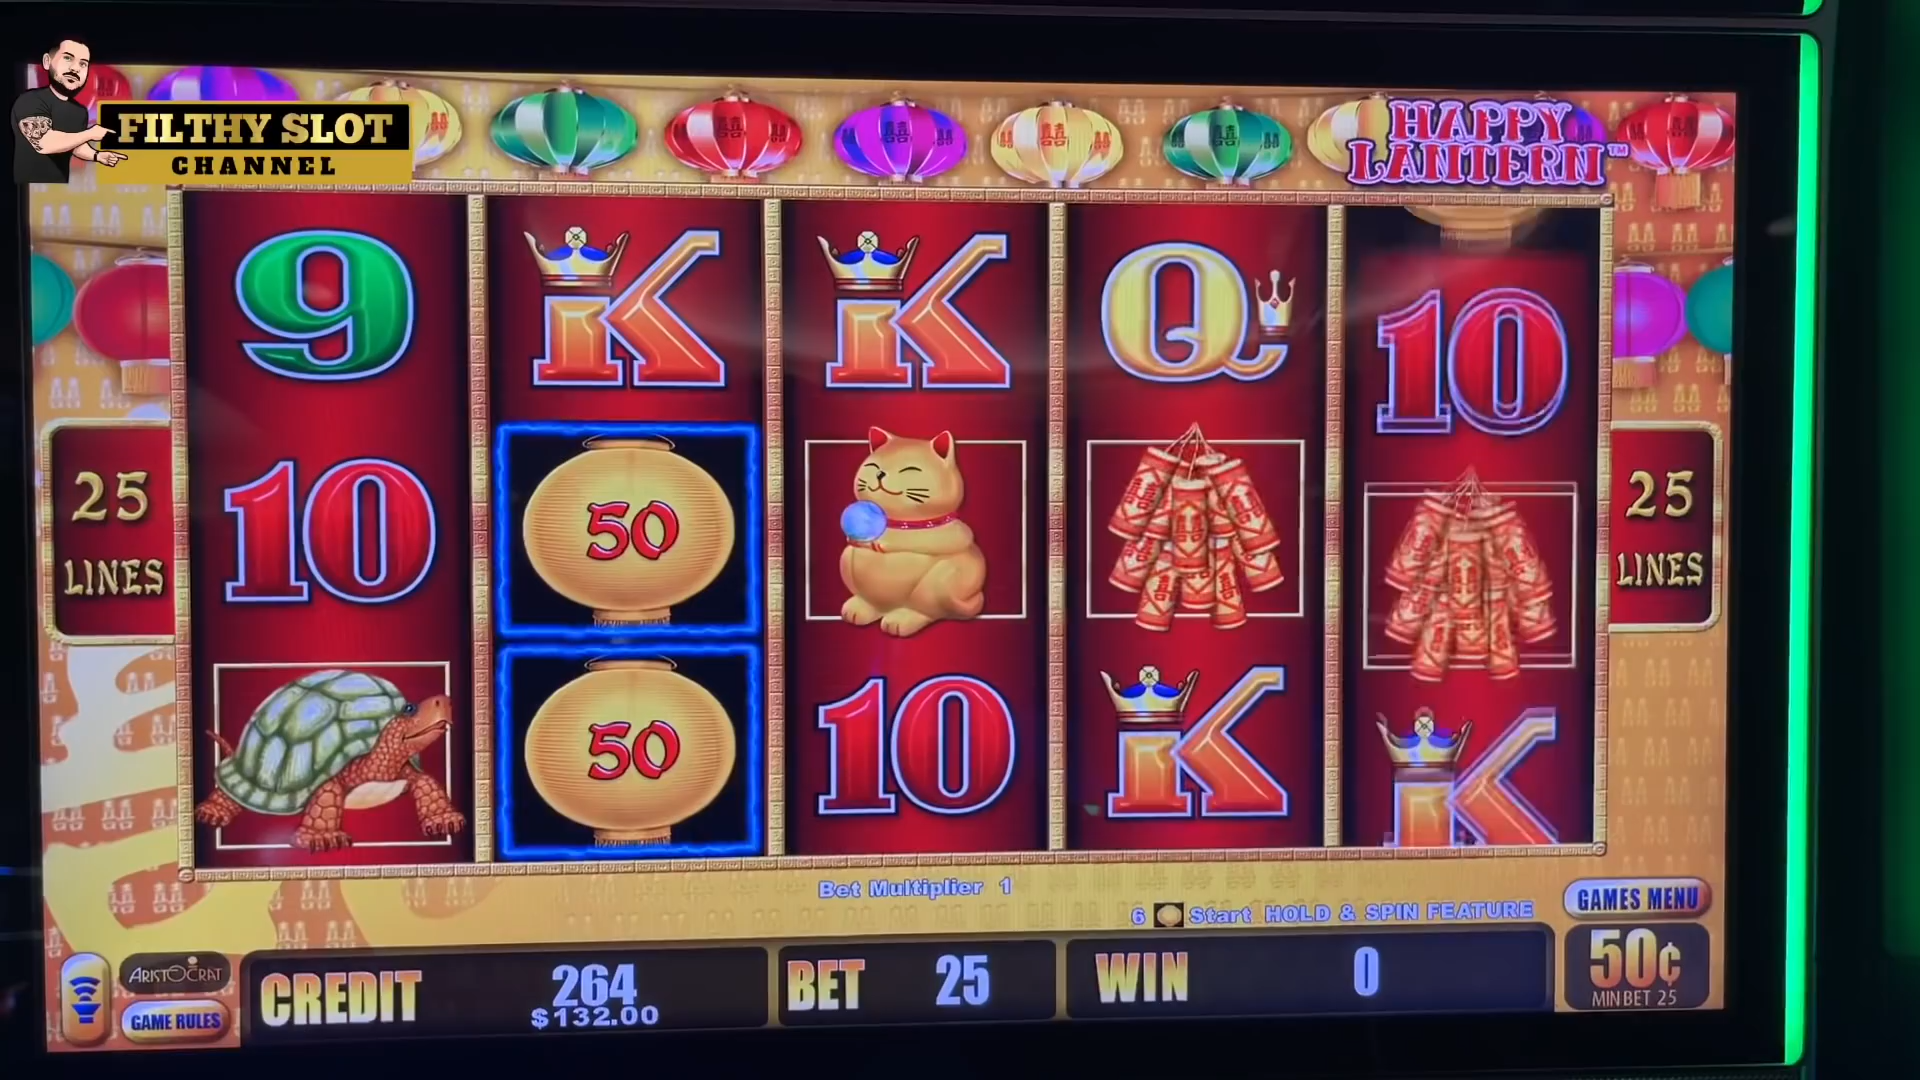 FILTHY SLOT
CHANNEL
HAPPY
LANTERN™
9 K K Q 10
25
LINES
10 50
25
LINES
50 10 K K
Bet Multiplier 1
6 Start HOLD & SPIN FEATURE
GAMES MENU
ARISTOCRAT
GAME RULES
CREDIT 264
$132.00
BET 25
WIN 0
50¢
MIN BET 25